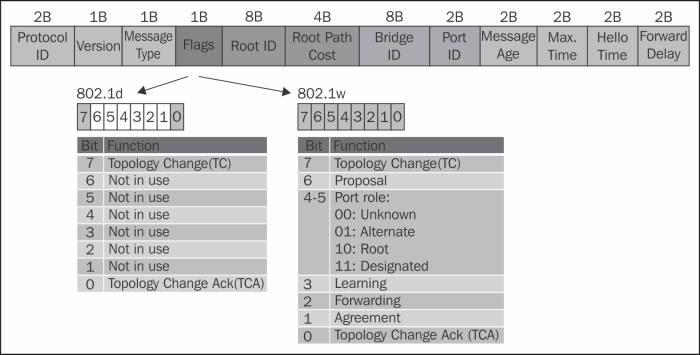 2B 1B 1B 1B 8B 4B 8B 2B 2B 2B 2B 2B
Protocol ID Version Message Type Flags Root ID Root Path Cost Bridge ID Port ID Message Age Max. Time Hello Time Forward Delay
802.1d
7 6 5 4 3 2 1 0
Bit Function
7 Topology Change(TC)
6 Not in use
5 Not in use
4 Not in use
3 Not in use
2 Not in use
1 Not in use
0 Topology Change Ack(TCA)
802.1w
7 6 5 4 3 2 1 0
Bit Function
7 Topology Change(TC)
6 Proposal
4-5 Port role:
00: Unknown
01: Alternate
10: Root
11: Designated
3 Learning
2 Forwarding
1 Agreement
0 Topology Change Ack (TCA)